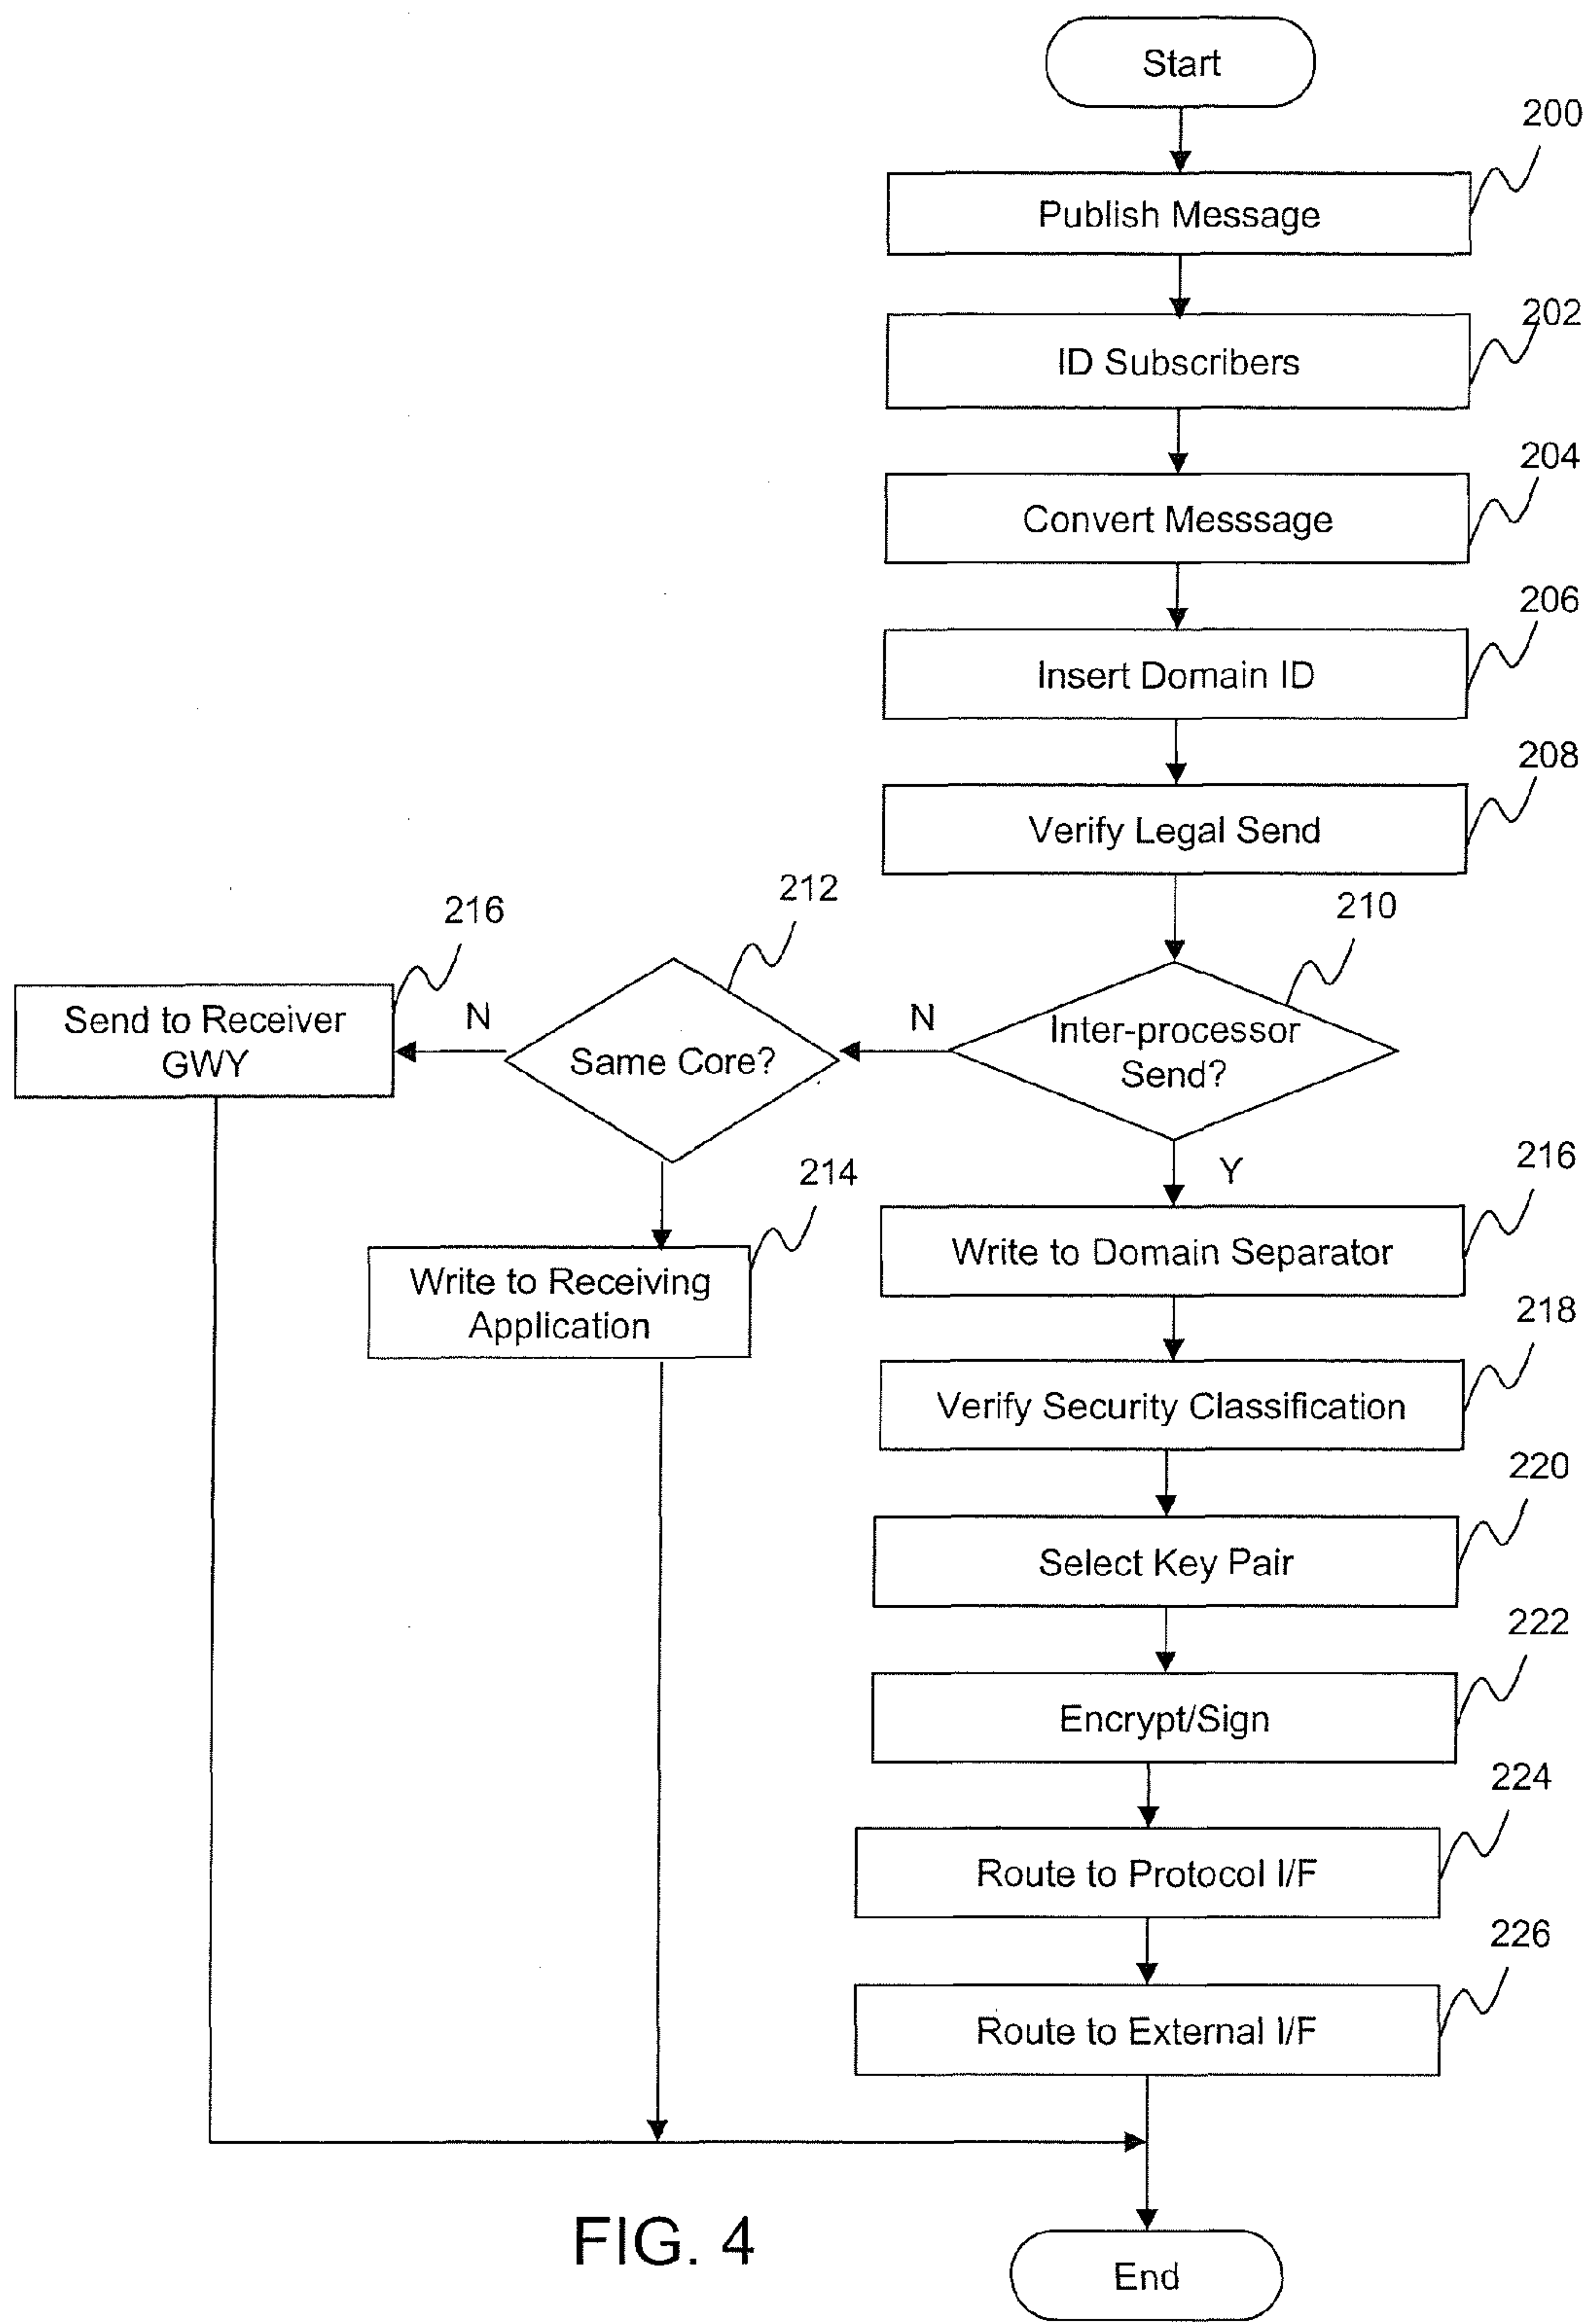 Start
200
Publish Message
202
ID Subscribers
204
Convert Messsage
206
Insert Domain ID
208
Verify Legal Send
210
Inter-processor
Send?
N
212
Same Core?
N
216
Send to Receiver
GWY
214
Write to Receiving
Application
Y
216
Write to Domain Separator
218
Verify Security Classification
220
Select Key Pair
222
Encrypt/Sign
224
Route to Protocol I/F
226
Route to External I/F
End
FIG. 4